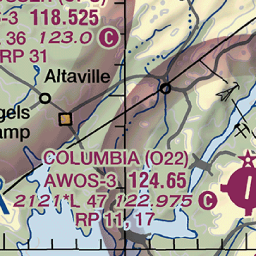 -3 118.525
L 36 123.0 C
RP 31
Altaville
gels
amp
COLUMBIA (O22)
AWOS-3 124.65
2121 *L 47 122.975 C
RP 11, 17